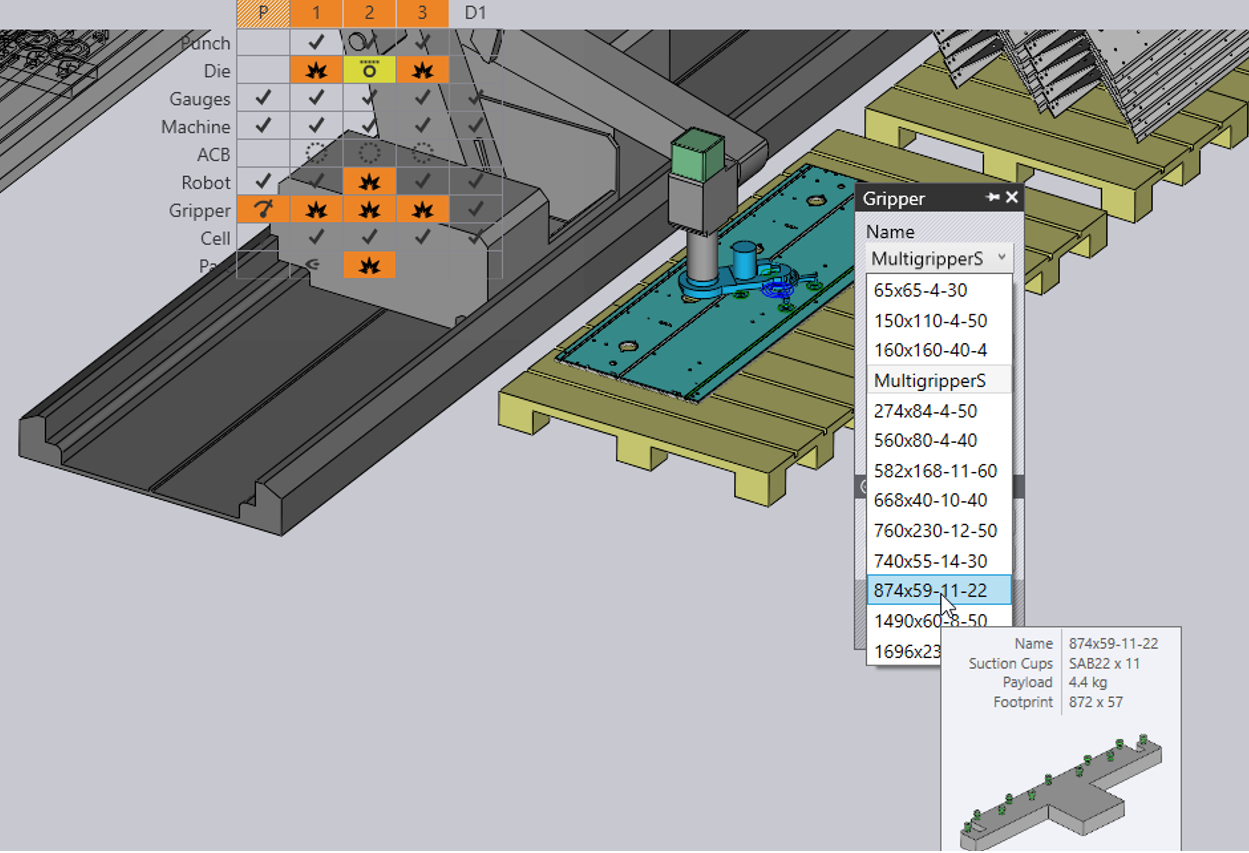 P 1 2 3 D1
Punch
Die
Gauges
Machine
ACB
Robot
Gripper
Cell
Gripper
Name
MultigripperS
65x65-4-30
150x110-4-50
160x160-40-4
MultigripperS
274x84-4-50
560x80-4-40
582x168-11-60
668x40-10-40
760x230-12-50
740x55-14-30
874x59-11-22
1490x60-8-50
1696x23
Name 874x59-11-22
Suction Cups SAB22 x 11
Payload 4.4 kg
Footprint 872 x 57